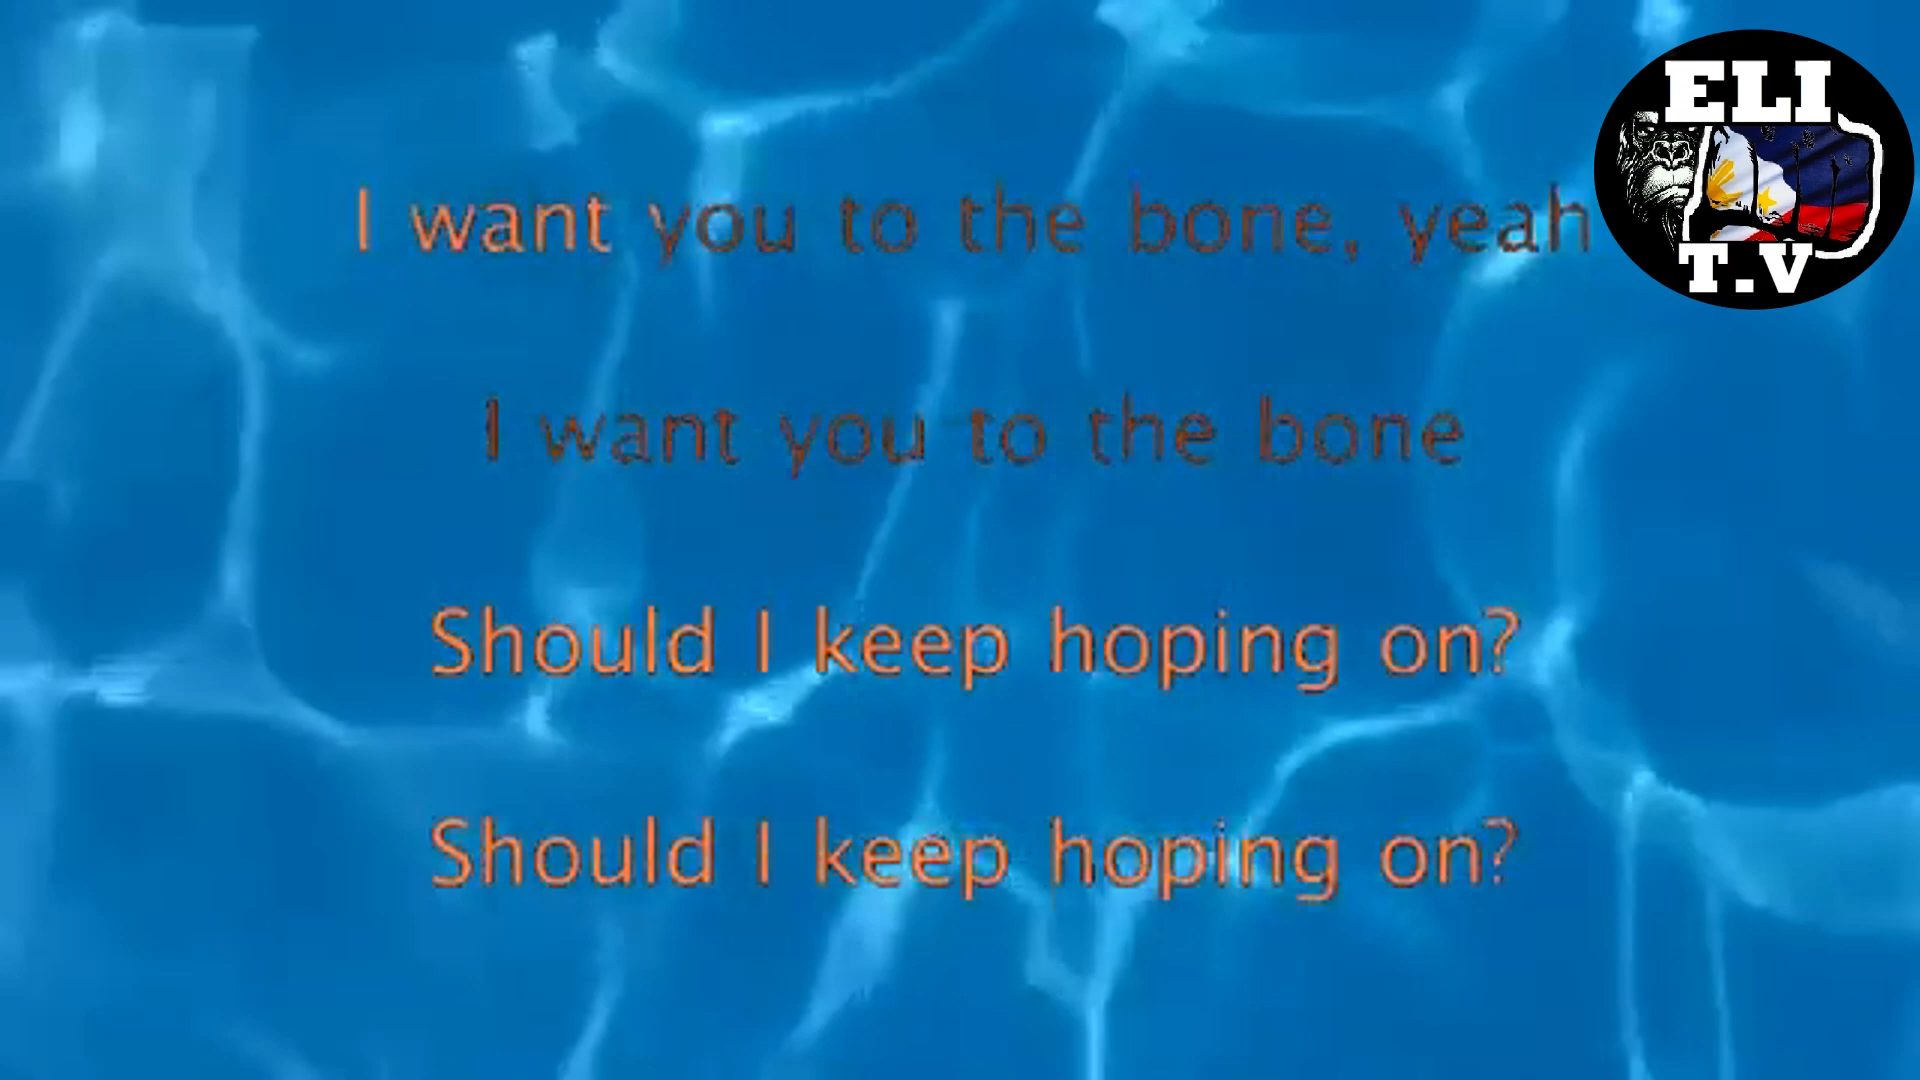 ELI
T.V
I want you to the bone, yeah
I want you to the bone
Should I keep hoping on?
Should I keep hoping on?